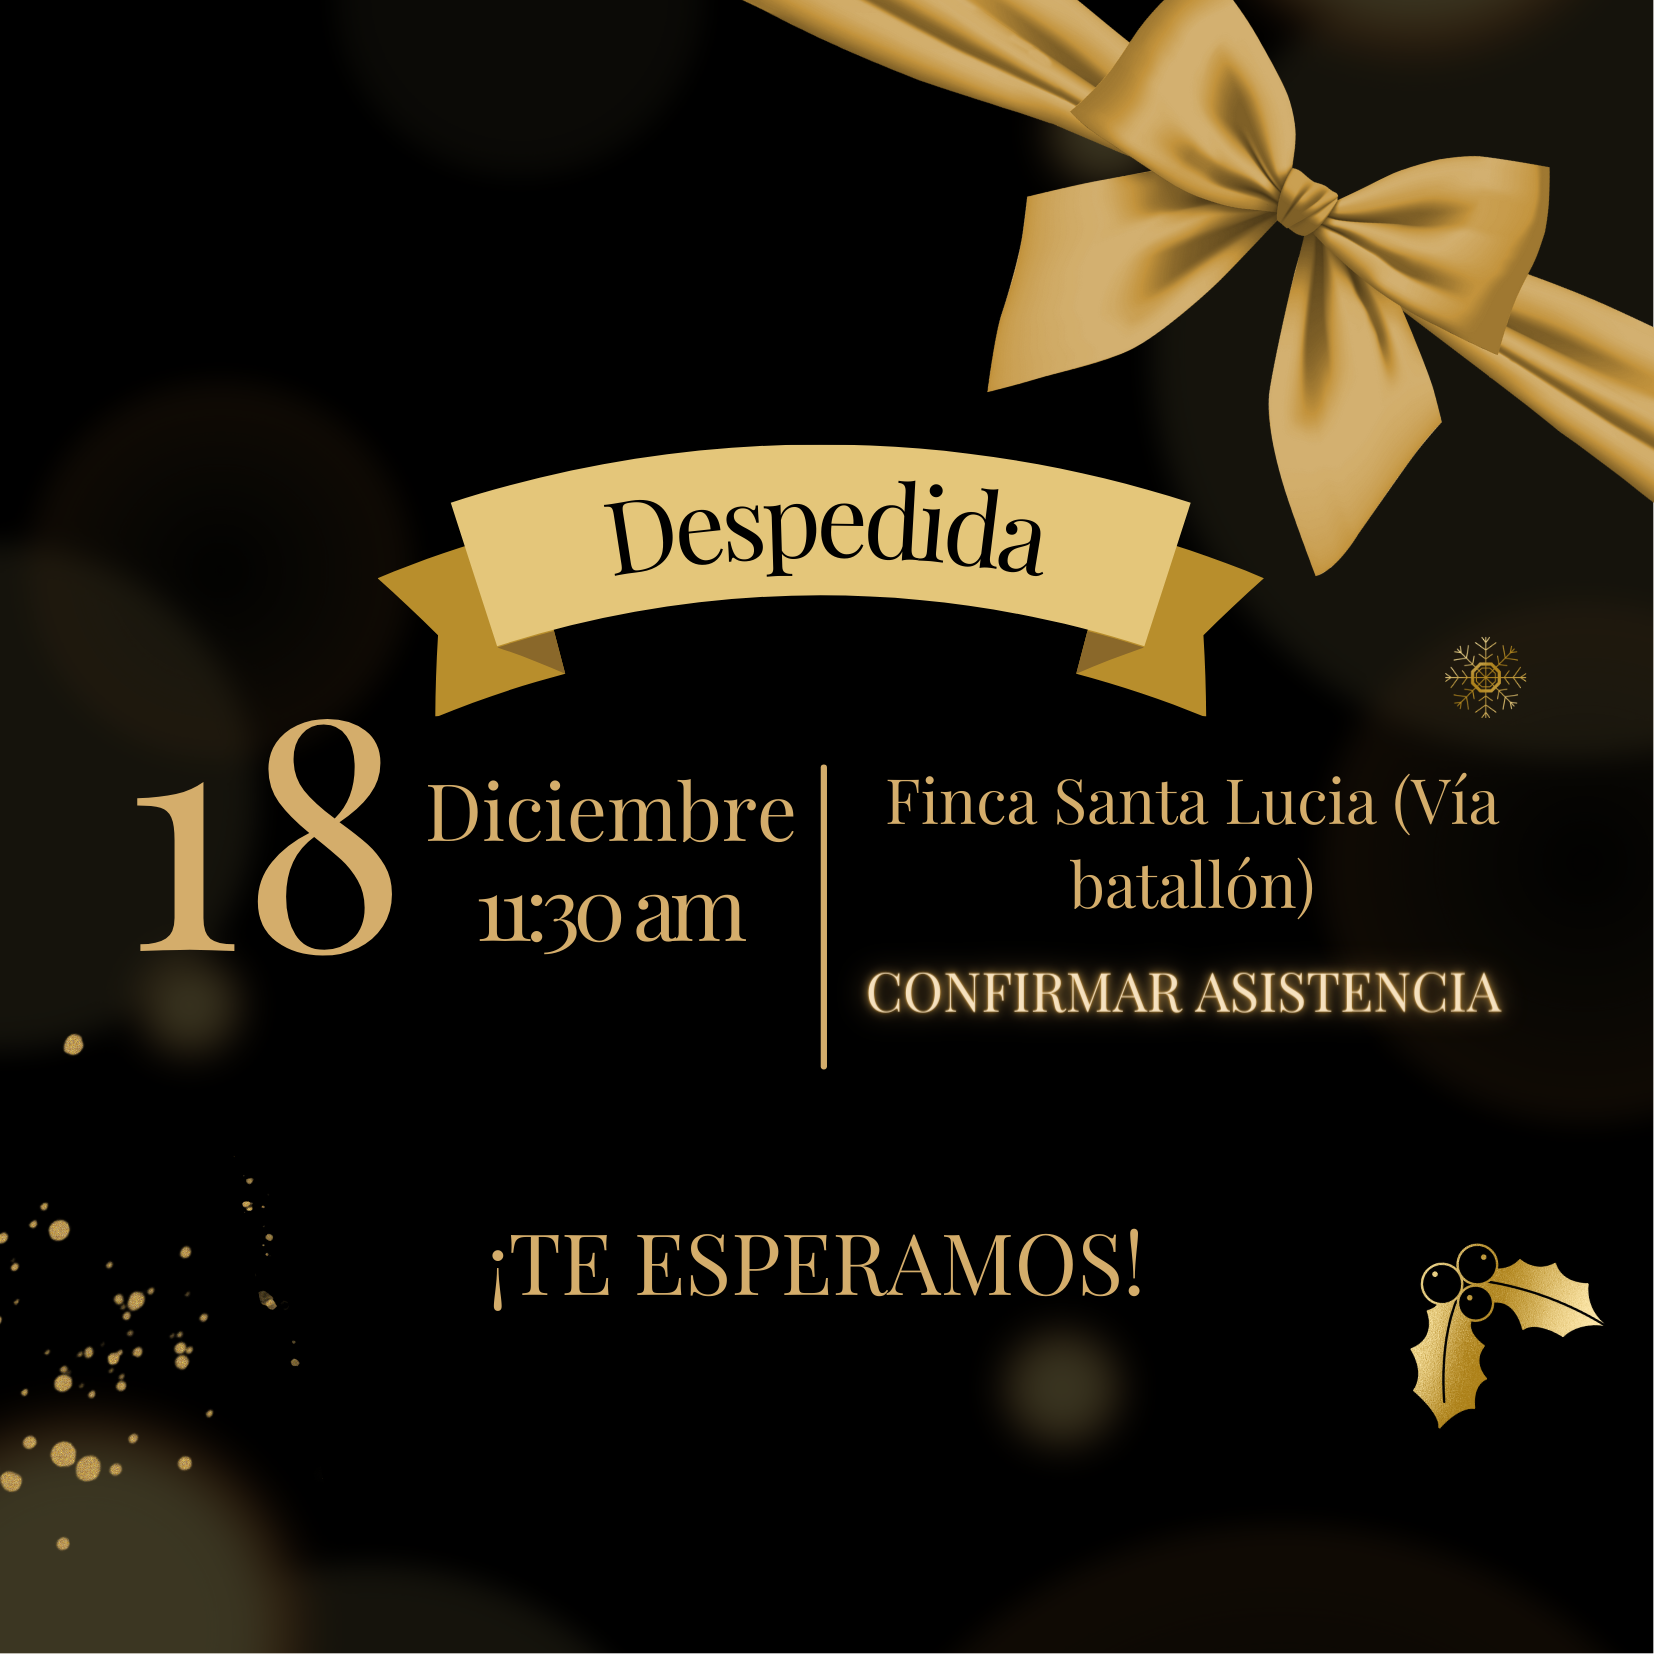 Despedida
18
Diciembre
11:30 am
Finca Santa Lucia (Vía
batallón)
CONFIRMAR ASISTENCIA
¡TE ESPERAMOS!